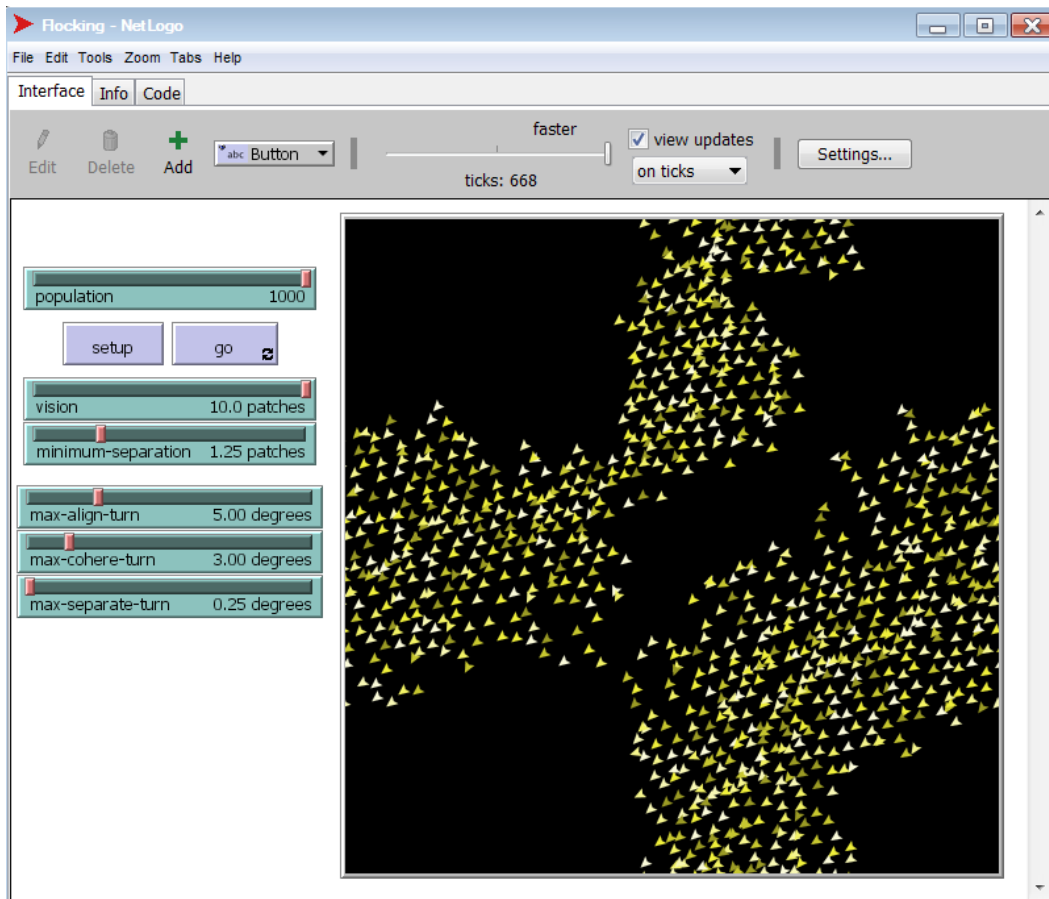 Flocking - NetLogo
File Edit Tools Zoom Tabs Help
Interface Info Code
Edit Delete Add
abc Button
faster
ticks: 668
view updates
on ticks
Settings...
population 1000
setup go
vision 10.0 patches
minimum-separation 1.25 patches
max-align-turn 5.00 degrees
max-cohere-turn 3.00 degrees
max-separate-turn 0.25 degrees